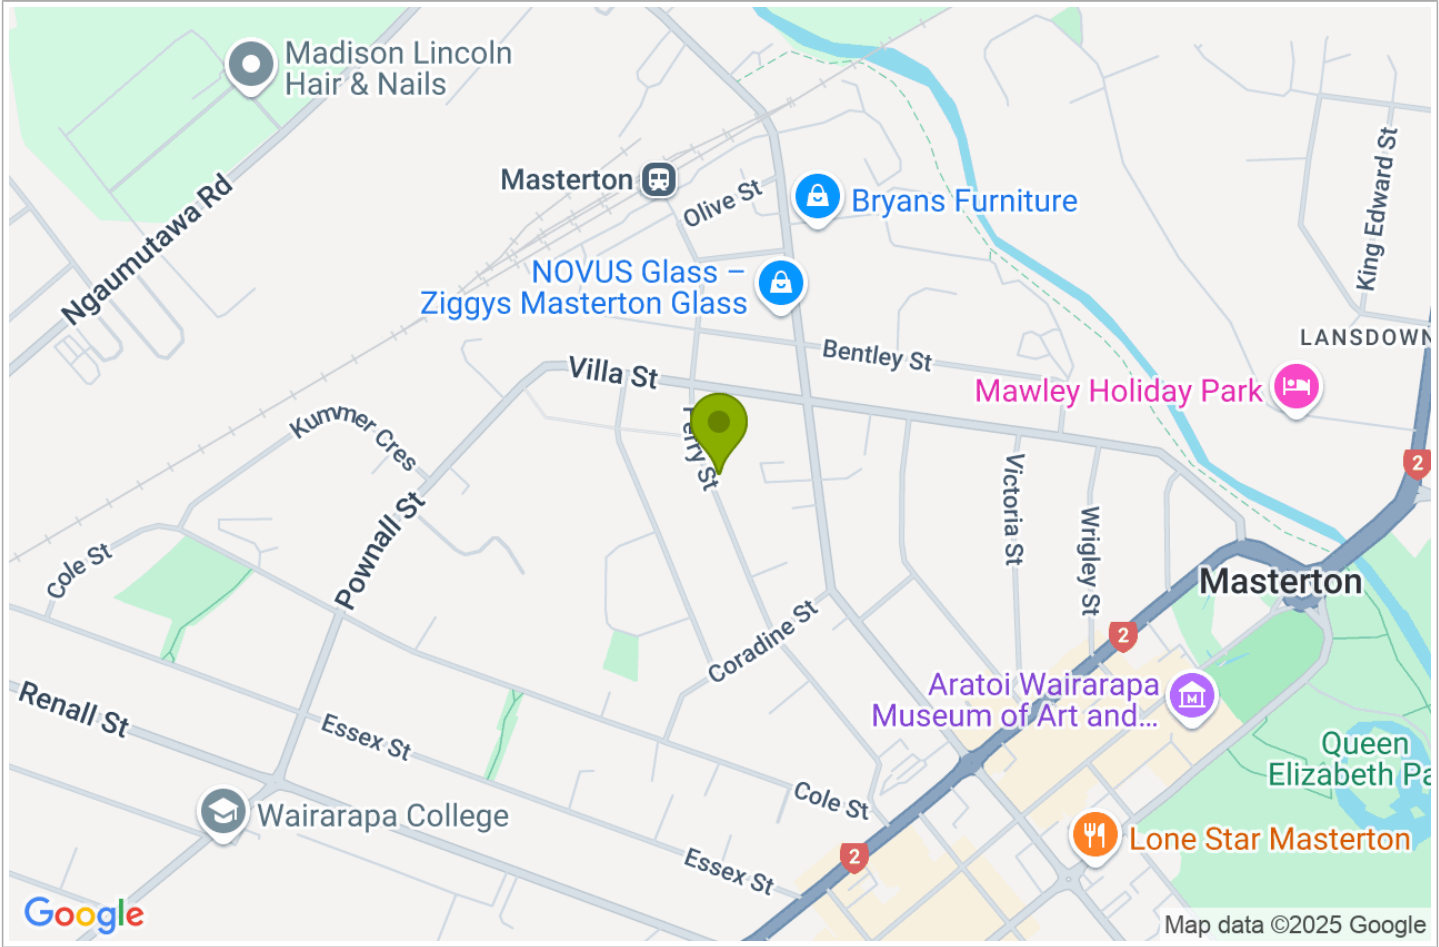 Madison Lincoln
Hair & Nails
King Edward St
Masterton
Olive St
Bryans Furniture
Ngaumutawa Rd
NOVUS Glass –
Ziggys Masterton Glass
LANSDOWN
Bentley St
Villa St
Mawley Holiday Park
Kummer Cres
Perry St
2
Victoria St
Wrigley St
Pownall St
Cole St
Masterton
2
Coradine St
Aratoi Wairarapa
Museum of Art and...
Renall St
Essex St
Queen
Elizabeth Pa
Cole St
Wairarapa College
Lone Star Masterton
2
Essex St
Google
Map data ©2025 Google